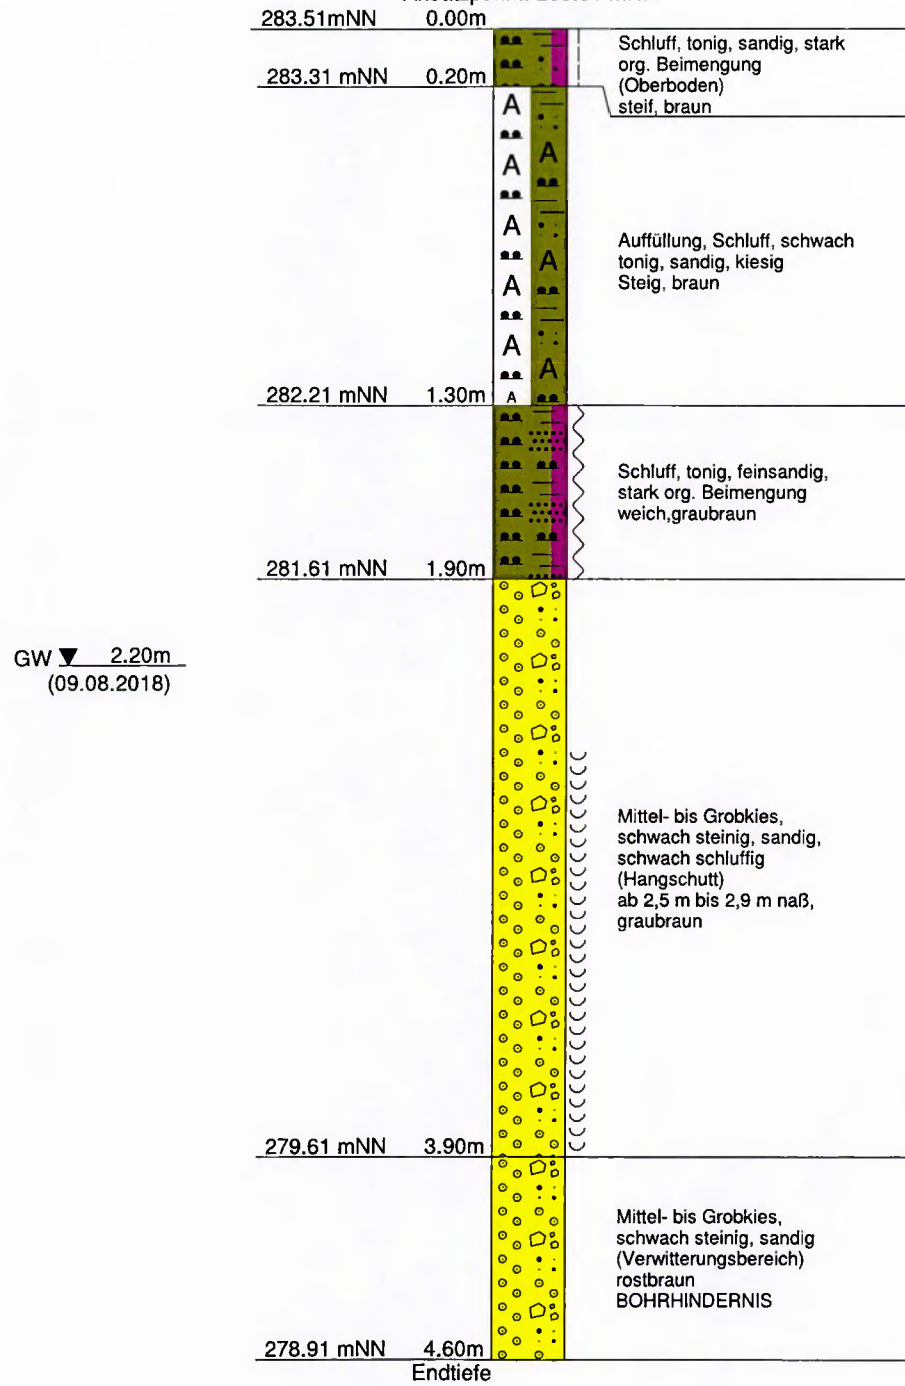 283.51mNN 0.00m
Schluff, tonig, sandig, stark
org. Beimengung
(Oberboden)
steif, braun
283.31 mNN 0.20m
A
A
A
A
A
A
A
A
A
A
Auffüllung, Schluff, schwach
tonig, sandig, kiesig
Steig, braun
282.21 mNN 1.30m
Schluff, tonig, feinsandig,
stark org. Beimengung
weich,graubraun
281.61 mNN 1.90m
GW 2.20m
(09.08.2018)
Mittel- bis Grobkies,
schwach steinig, sandig,
schwach schluffig
(Hangschutt)
ab 2,5 m bis 2,9 m naß,
graubraun
279.61 mNN 3.90m
Mittel- bis Grobkies,
schwach steinig, sandig
(Verwitterungsbereich)
rostbraun
BOHRHINDERNIS
278.91 mNN 4.60m
Endtiefe